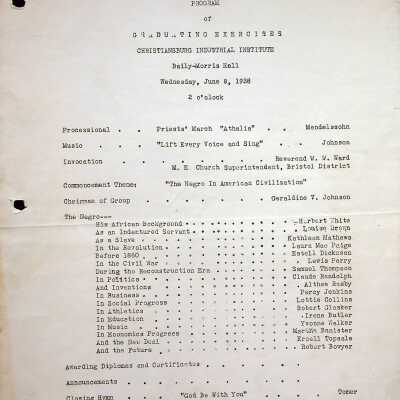 PROGRAM
of
GRADUATING EXERCISES
CHRISTIANSBURG INDUSTRIAL INSTITUTE
Baily-Morris Hall
Wednesday, June 8, 1938
2 o'clock
Processional . . Priests' March "Athalia" . . Mendelssohn
Music . . . "Lift Every Voice and Sing" . . Johnson
Invocation . . . . . Reverend W. W. Ward
M. E. Church Superintendent, Bristol District
Commencement Theme: "The Negro In American Civilization"
Chairman of Group . . . . . Geraldine V. Johnson
The Negro---
His African Background . . . . . Herbert White
As an Indentured Servant . . . . . Louise Green
As a Slave . . . . . Kathleen Mathews
In the Revolution . . . . . Laura Mae Paige
Before 1860 . . . . . Estell Dickason
In the Civil War . . . . . Lewis Perry
During the Reconstruction Era . . . . Samuel Thompson
In Politics . . . . . Claude Randolph
And Inventions . . . . . Althea Busby
In Business . . . . . Percy Jenkins
In Social Progress . . . . . Lottie Collins
In Athletics . . . . . Robert Glasker
In Education . . . . . Irene Butler
In Music . . . . . Yvonne Walker
In Economics Progress . . . . . Martha Banister
And the New Deal . . . . . Kroell Topsale
And the Future . . . . . Robert Bowyer
Awarding Diplomas and Certificates . . . . .
Announcements . . . . .
Closing Hymn . . "God Be With You" . . Tomer